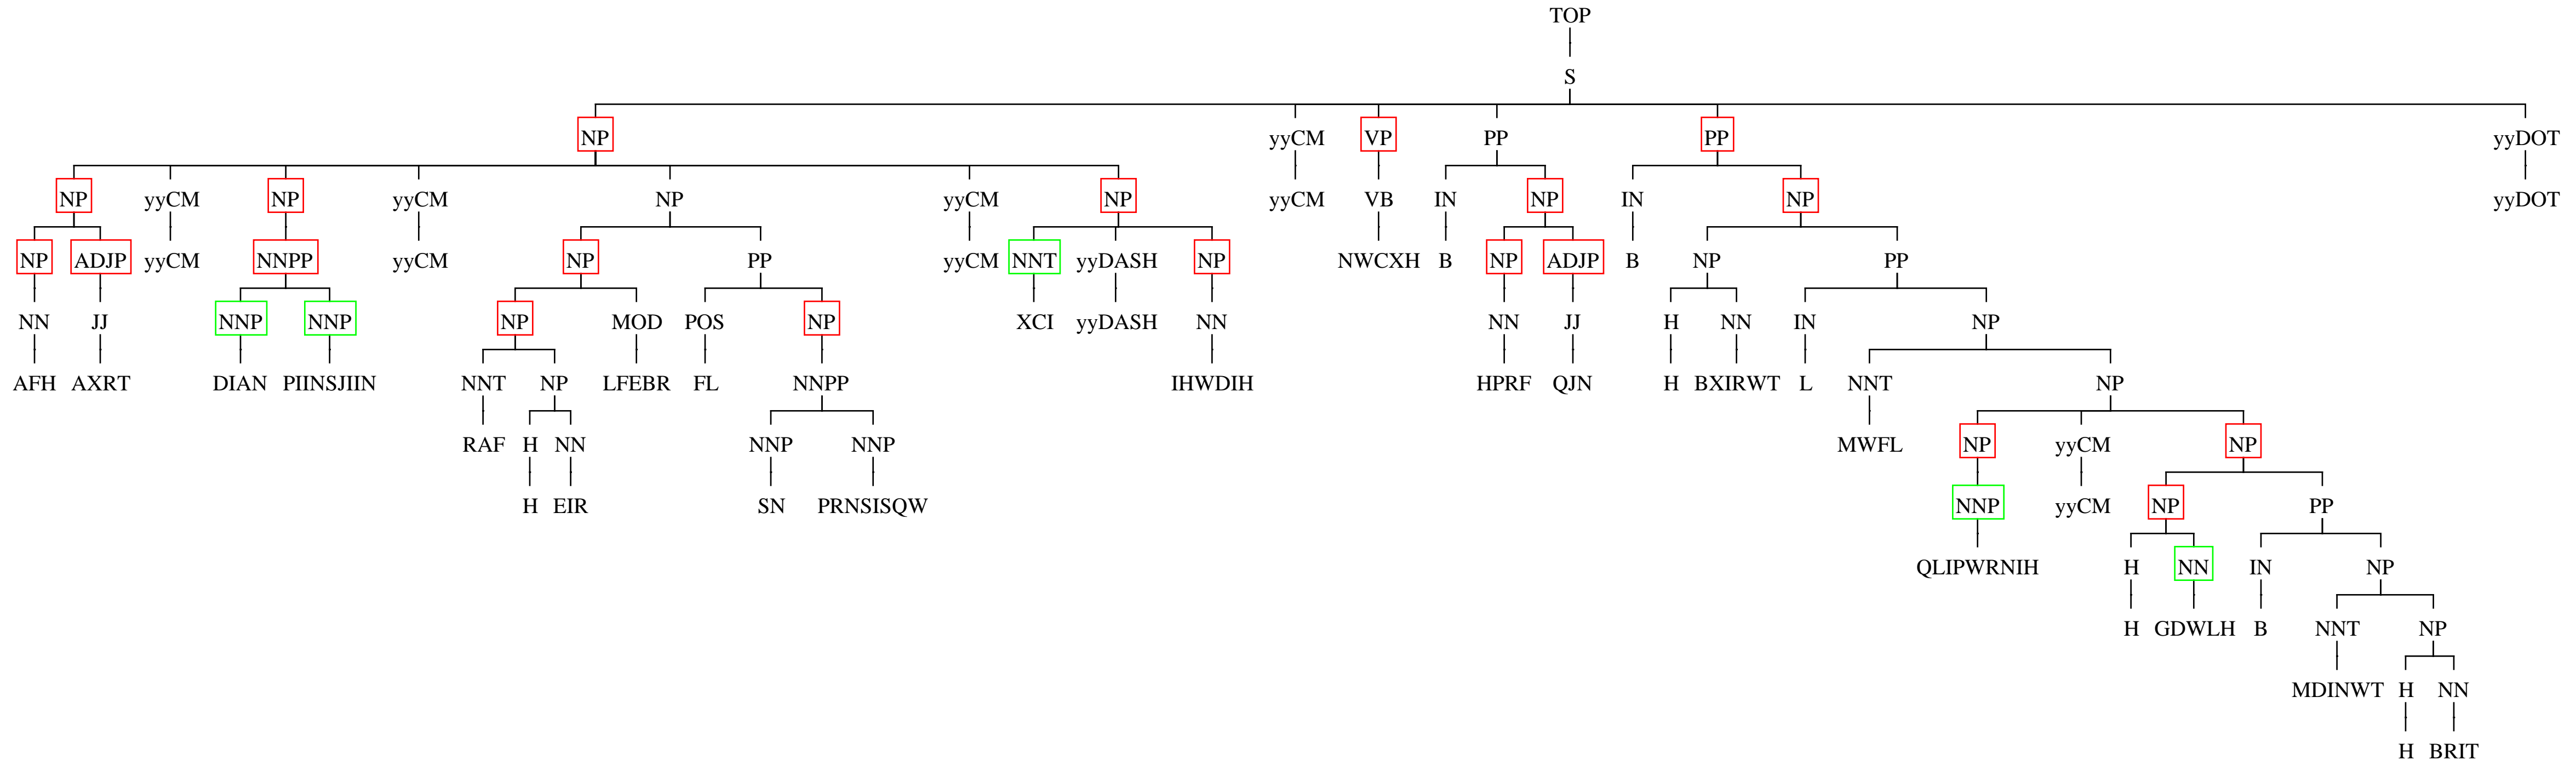 TOP
S
NP yyCM VP PP PP yyDOT
NP yyCM NP yyCM NP yyCM NP yyCM VB IN NP IN NP yyDOT
NP ADJP yyCM NNPP yyCM NP PP yyCM NNT yyDASH NP NWCXH B NP ADJP B NP PP
NN JJ NNP NNP NP MOD POS NP XCI yyDASH NN NN JJ H NN IN NP
AFH AXRT DIAN PIINSJIIN NNT NP LFEBR FL NNPP IHWDIH HPRF QJN H BXIRWT L NNT NP
RAF H NN NNP NNP MWFL NP yyCM NP
H EIR SN PRNSISQW NNP yyCM NP PP
QLIPWRNIH H NN IN NP
H GDWLH B NNT NP
MDINWT H NN
H BRIT